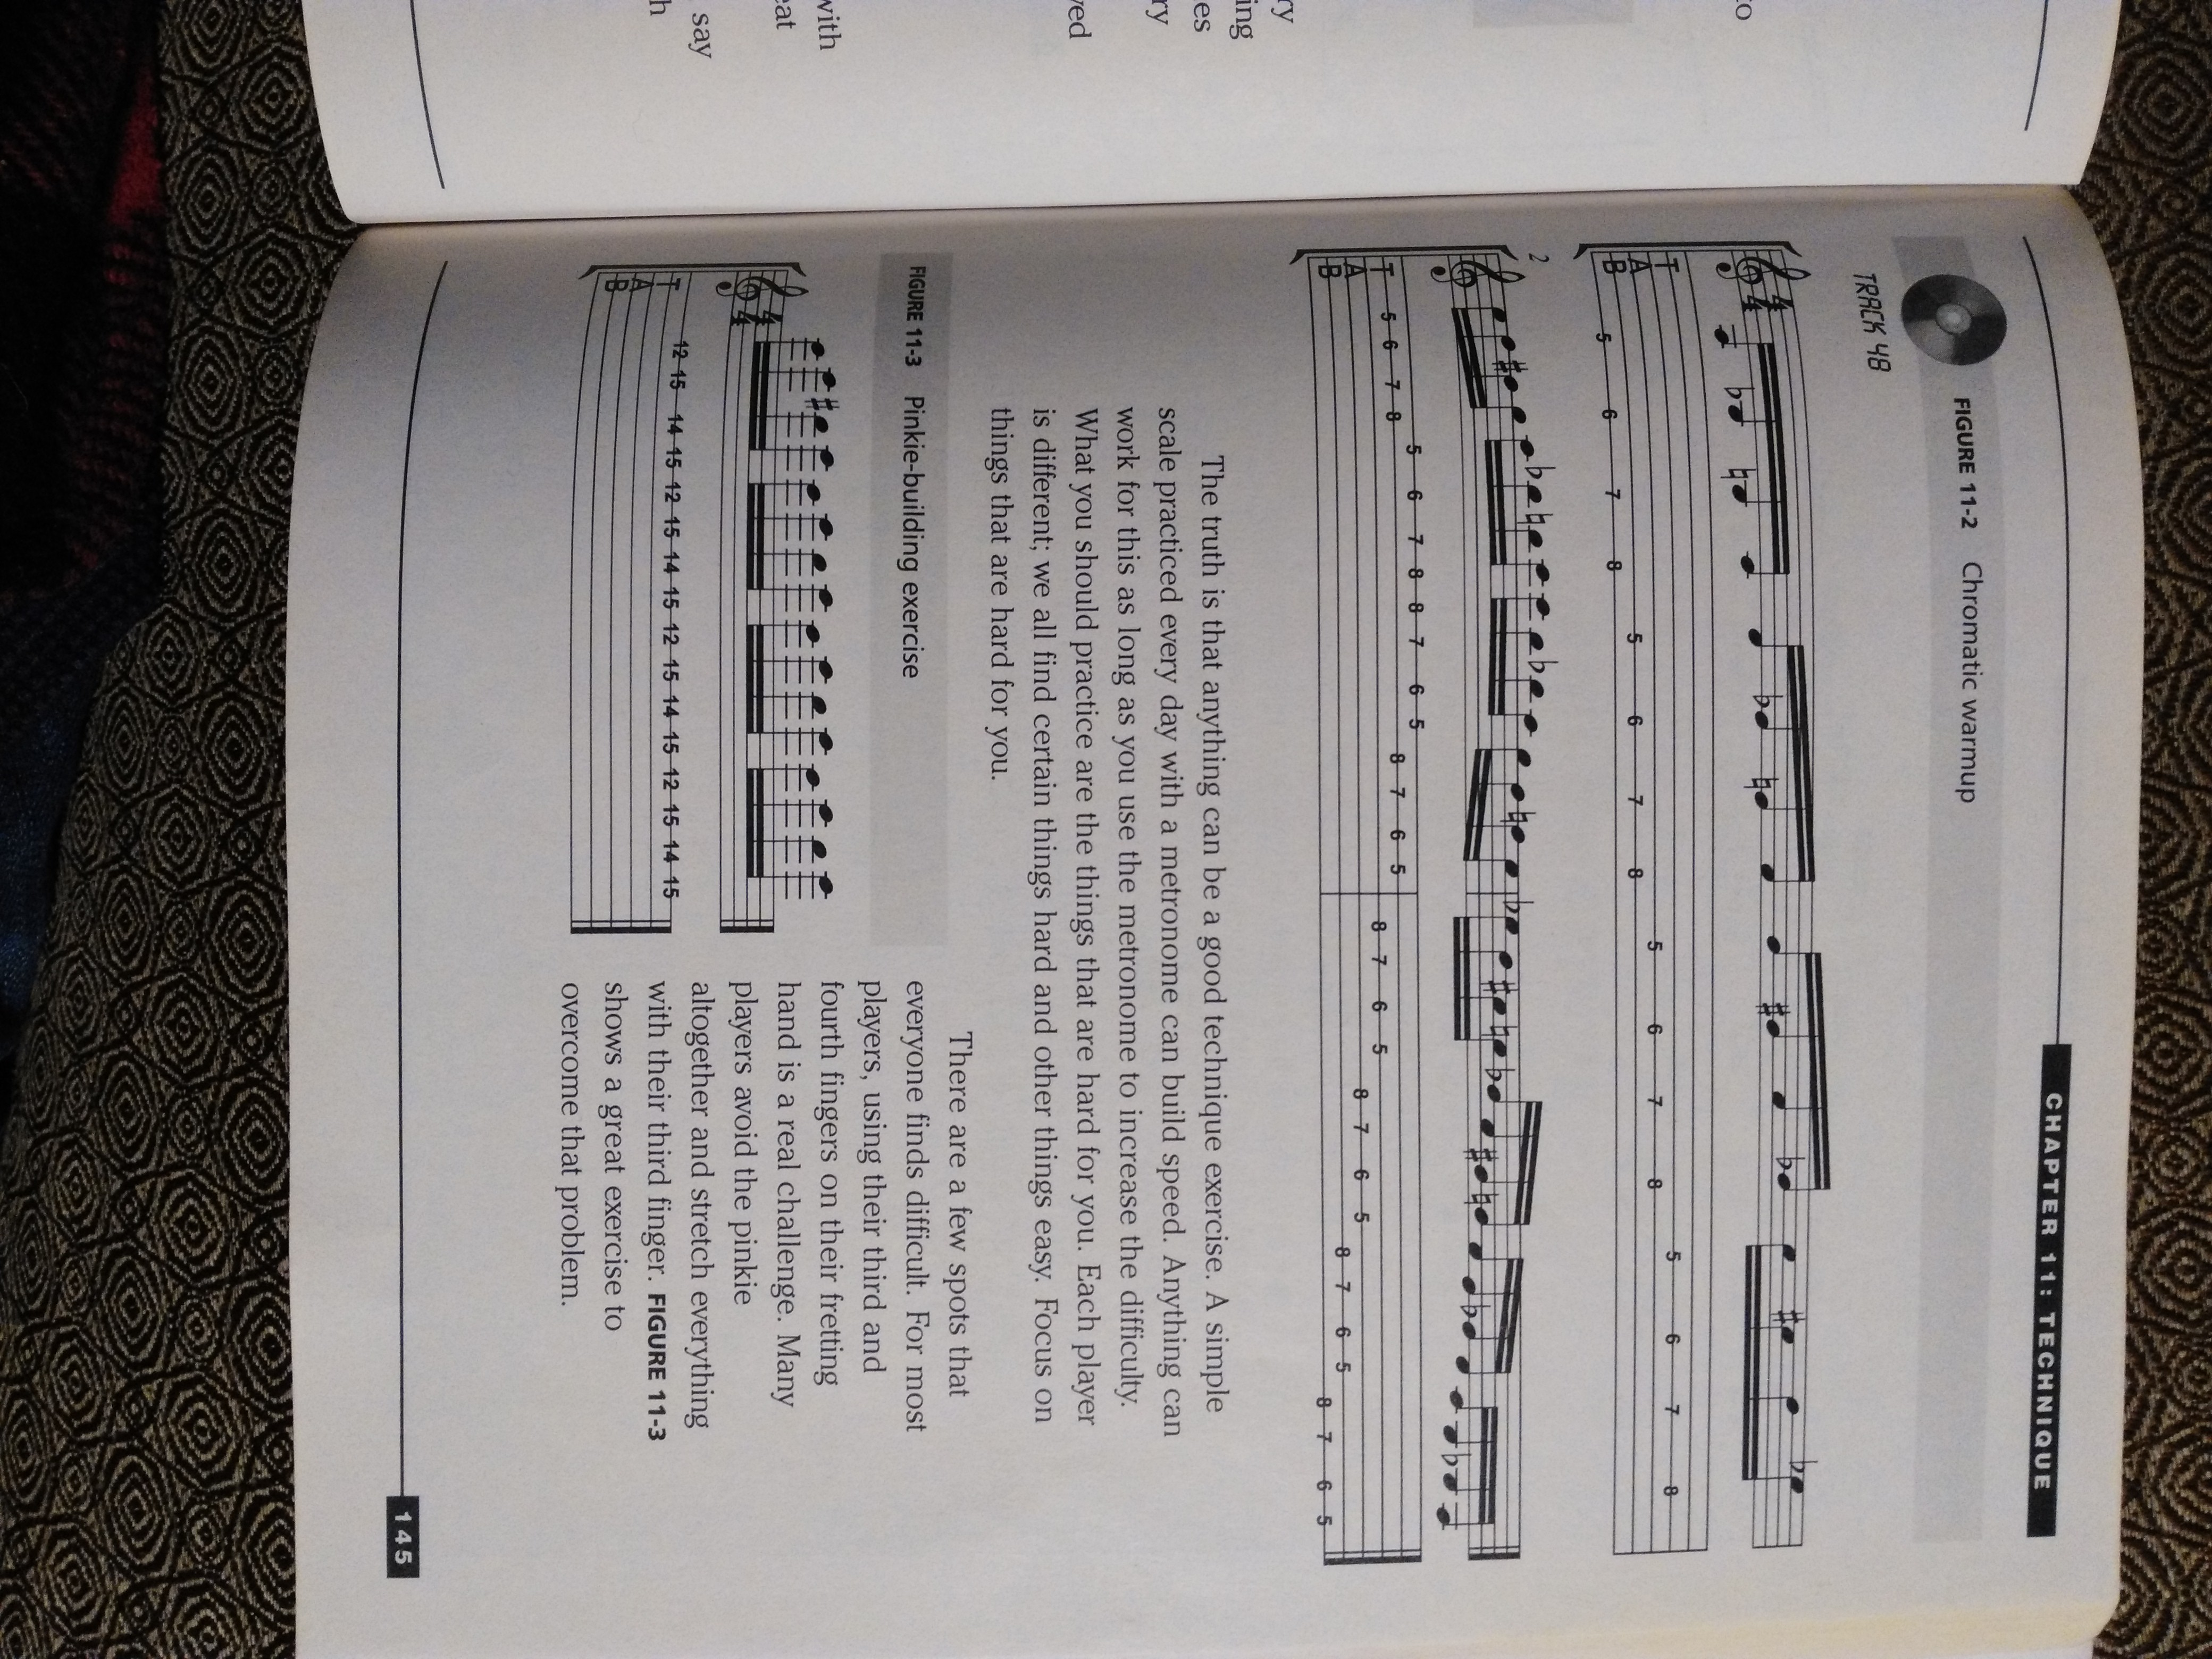 ry
ing
es
ry
ved
with
eat
say
h
to
CHAPTER 11: TECHNIQUE
FIGURE 11-2 Chromatic warmup
TRACK 48
4
4
T
A
B
5 6 7 8 5 6 7 8 5 6 7 8 5 6 7 8
2
T
A
B
5 6 7 8 5 6 7 8 8 7 6 5 8 7 6 5 8 7 6 5 8 7 6 5 8 7 6 5 8 7 6 5
The truth is that anything can be a good technique exercise. A simple
scale practiced every day with a metronome can build speed. Anything can
work for this as long as you use the metronome to increase the difficulty.
What you should practice are the things that are hard for you. Each player
is different; we all find certain things hard and other things easy. Focus on
things that are hard for you.
FIGURE 11-3 Pinkie-building exercise
4
4
T
A
B
12 15 14 15 12 15 14 15 12 15 14 15 12 15 14 15
There are a few spots that
everyone finds difficult. For most
players, using their third and
fourth fingers on their fretting
hand is a real challenge. Many
players avoid the pinkie
altogether and stretch everything
with their third finger. FIGURE 11-3
shows a great exercise to
overcome that problem.
145